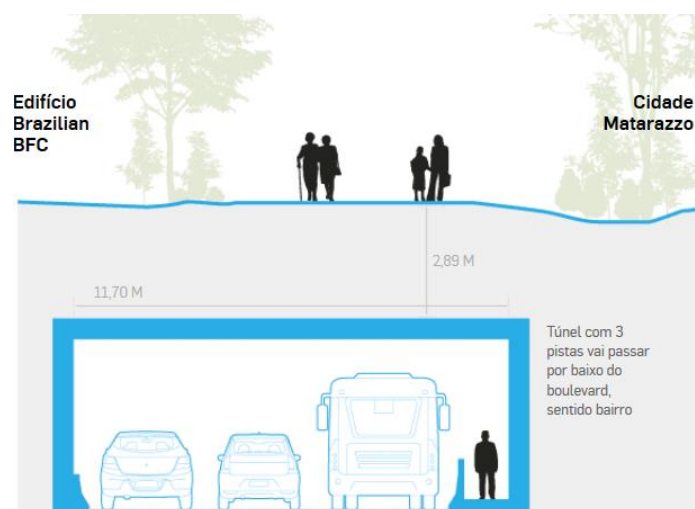 Edifício
Brazilian
BFC
Cidade
Matarazzo
2,89 M
11,70 M
Túnel com 3
pistas vai passar
por baixo do
boulevard,
sentido bairro